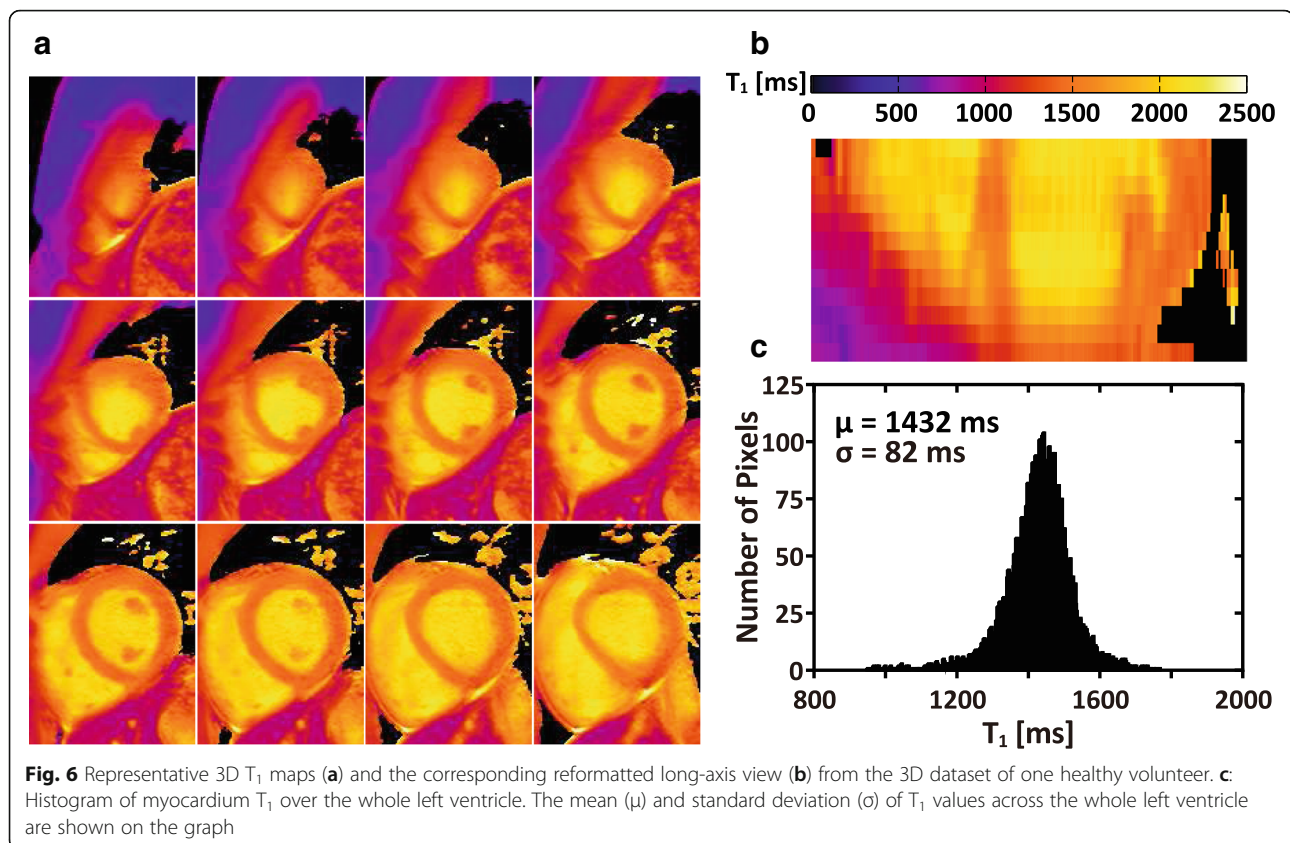 a
b
T₁ [ms]
0 500 1000 1500 2000 2500
c
125
100
75
50
25
0
Number of Pixels
μ = 1432 ms
σ = 82 ms
800 1200 1600 2000
T₁ [ms]
Fig. 6 Representative 3D T₁ maps (a) and the corresponding reformatted long-axis view (b) from the 3D dataset of one healthy volunteer. c:
Histogram of myocardium T₁ over the whole left ventricle. The mean (μ) and standard deviation (σ) of T₁ values across the whole left ventricle
are shown on the graph